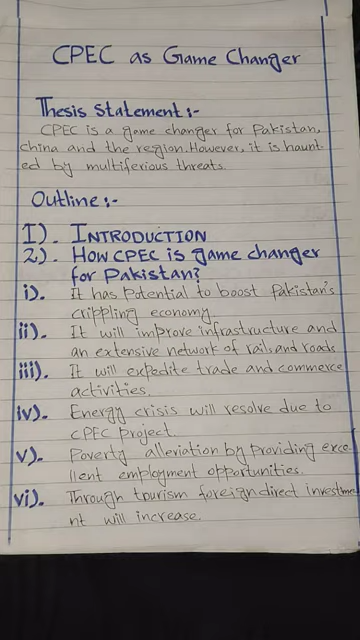 CPEC as Game Changer
Thesis Statement:-
CPEC is a game changer for Pakistan,
china and the region. However, it is haunt
ed by multiferious threats.
Outline:-
I). INTRODUCTION
2). HOW CPEC is game changer
for Pakistan?
i). It has potential to boost Pakistan's
crippling economy.
ii). It will improve infrastructure and
an extensive network of rails and roads
iii). It will expedite trade and commerce
activities.
iv). Energy crisis will resolve due to
CPEC project.
v). Poverty alleviation by providing exce
llent employment opportunities.
vi). Through tourism foreign direct investme
nt will increase.